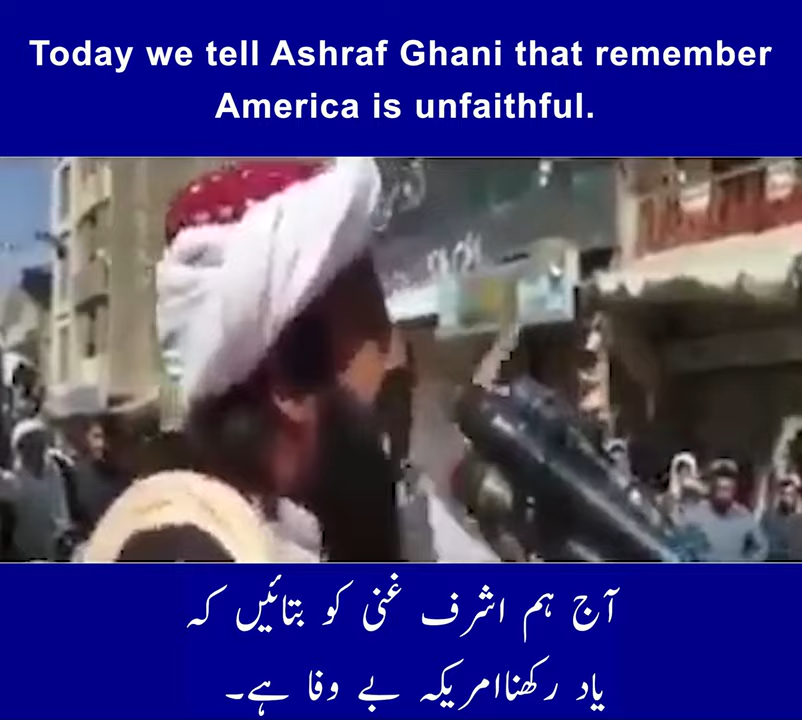 Today we tell Ashraf Ghani that remember
America is unfaithful.
آج ہم اشرف غنی کو بتائیں کہ
یاد رکھناامریکہ بے وفا ہے۔